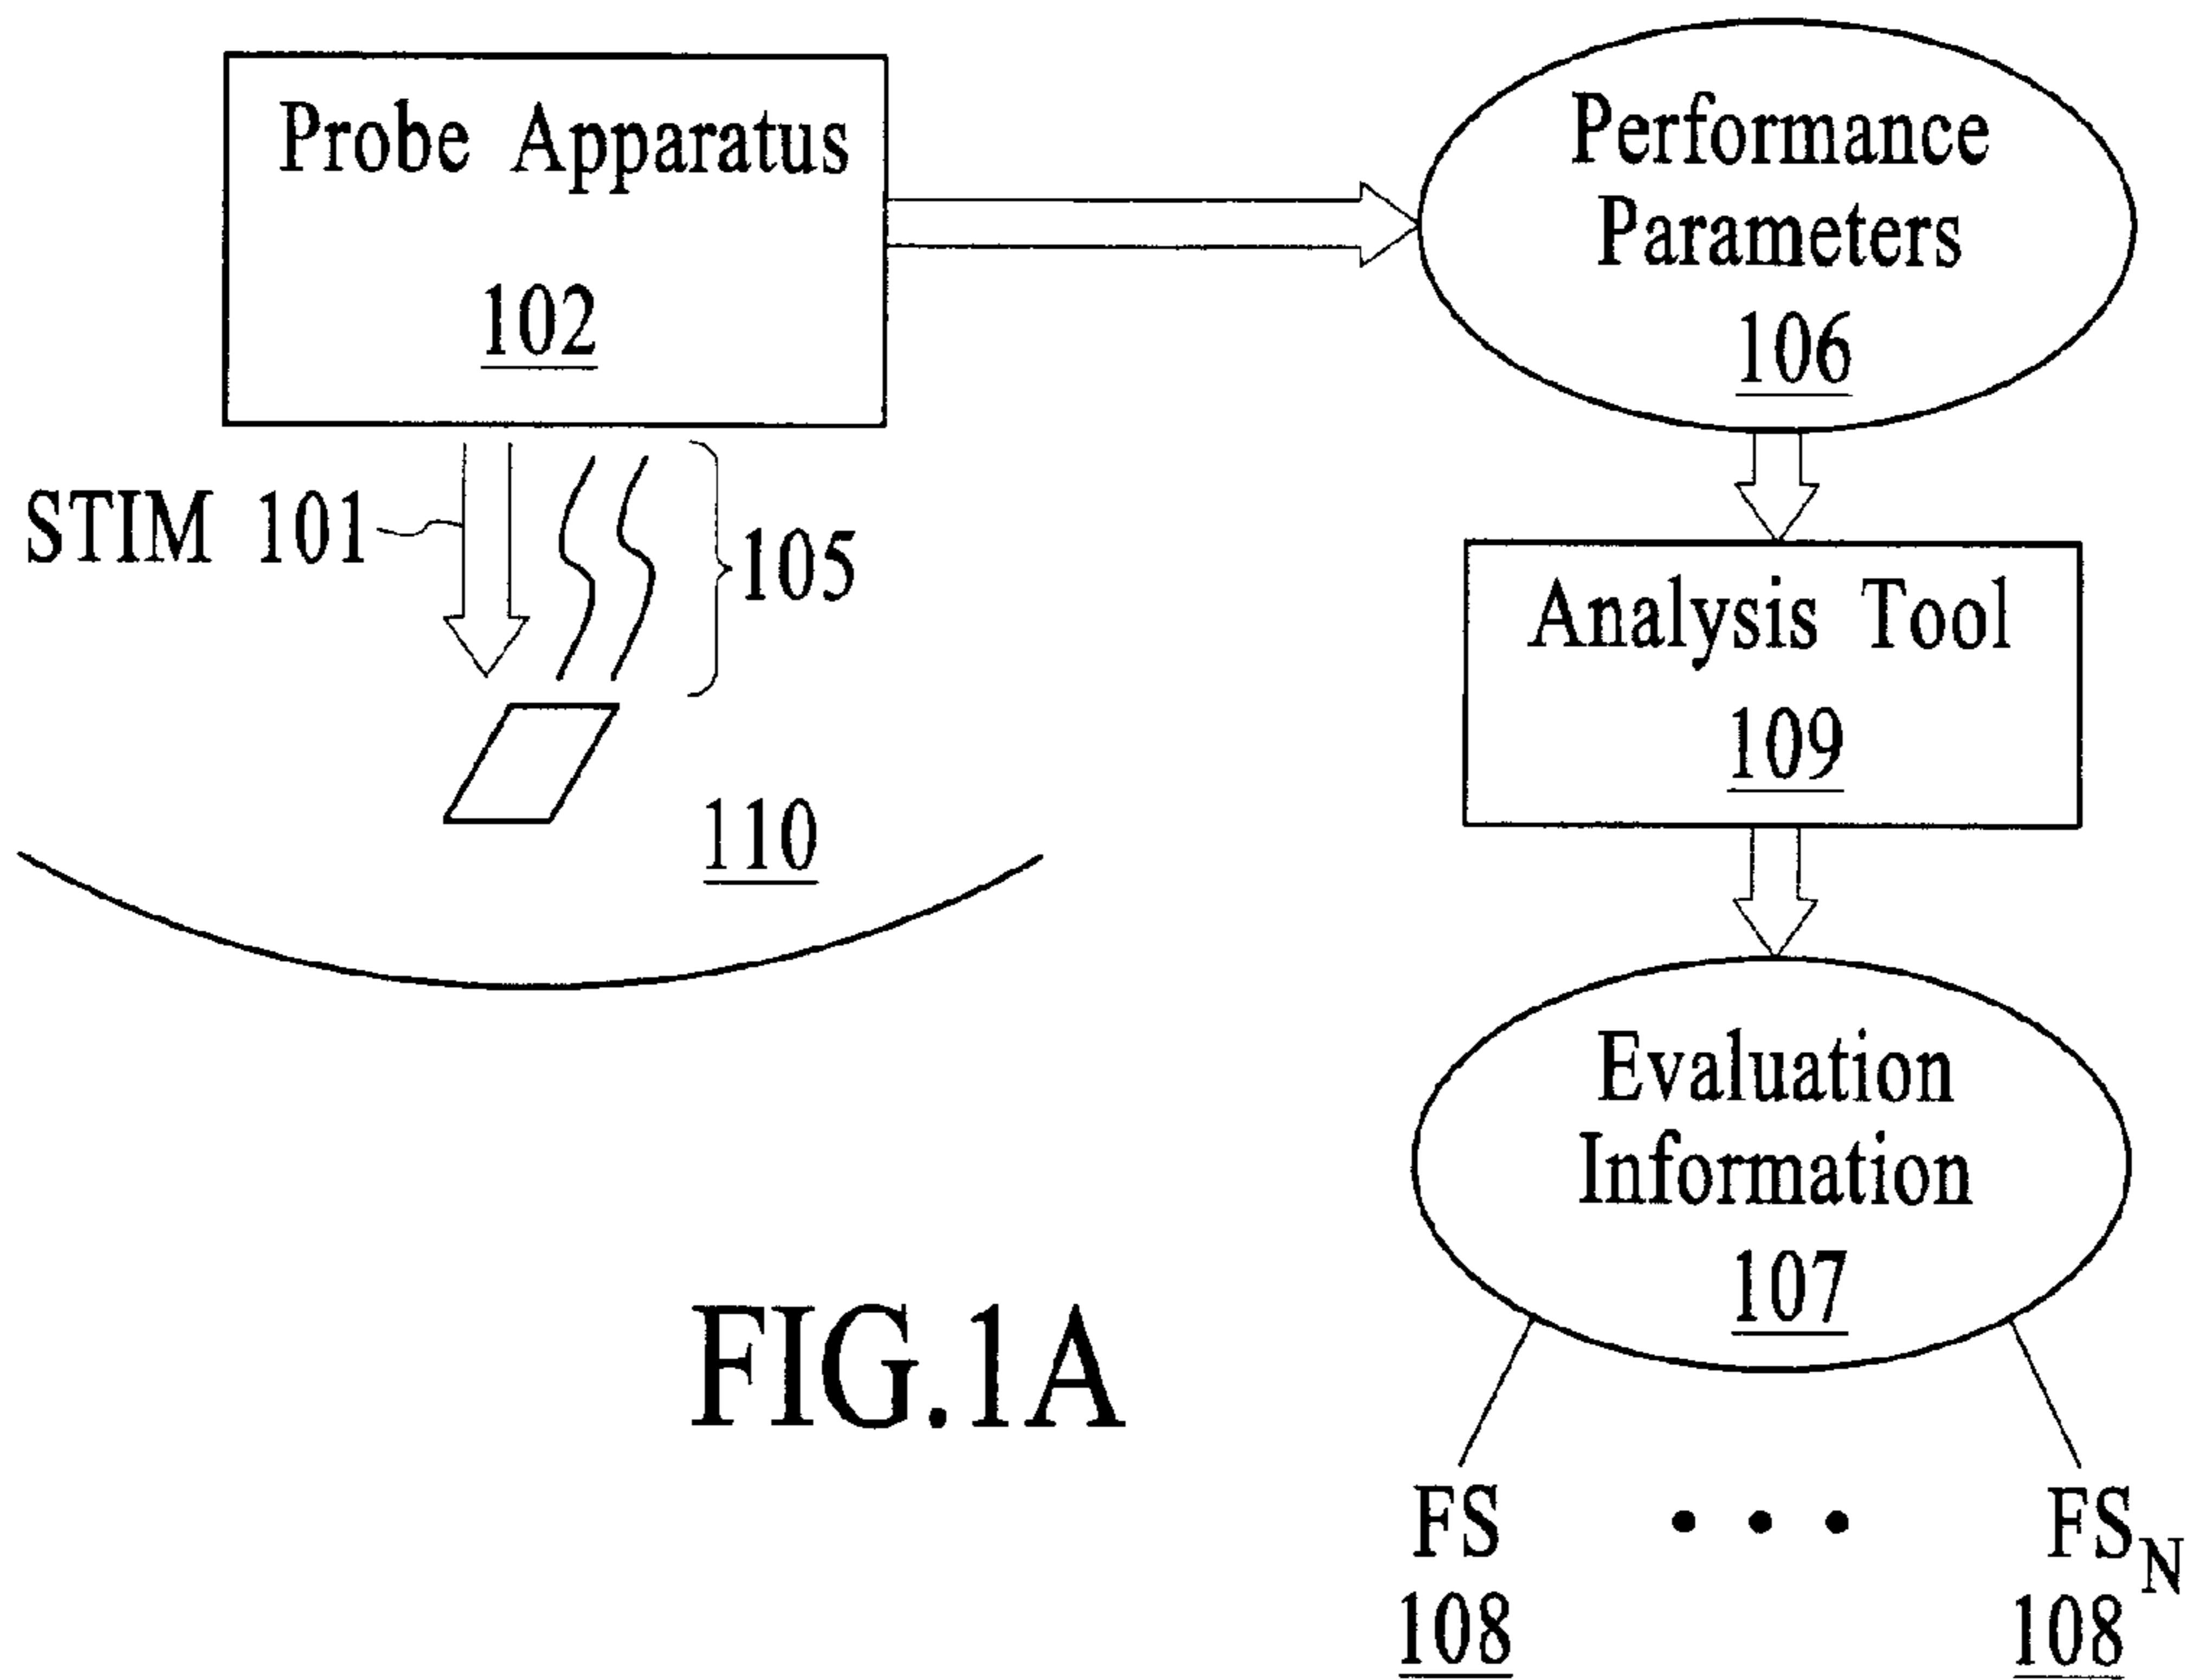 Probe Apparatus
102
STIM 101
105
110
Performance
Parameters
106
Analysis Tool
109
Evaluation
Information
107
FS • • • FS_N
108 108
FIG.1A